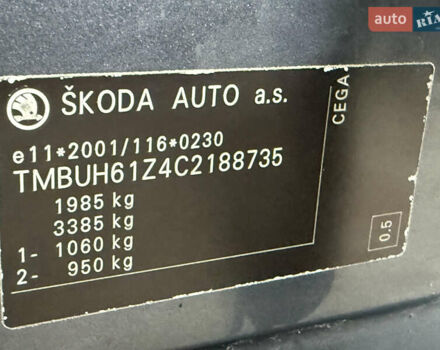 auto RIA
ŠKODA AUTO a.s.
CEGA
e11*2001/116*0230
TMBUH61Z4C2188735
1985 kg
3385 kg
1- 1060 kg
2- 950 kg
0.5